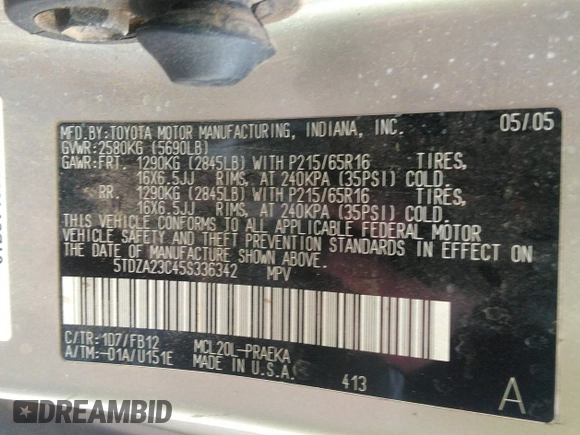 MFD.BY:TOYOTA MOTOR MANUFACTURING, INDIANA, INC. 05/05
GVWR:2580KG (5690LB)
GAWR:FRT. 1290KG (2845LB) WITH P215/65R16 TIRES,
16X6.5JJ RIMS, AT 240KPA (35PSI) COLD.
RR. 1290KG (2845LB) WITH P215/65R16 TIRES,
16X6.5JJ RIMS, AT 240KPA (35PSI) COLD.
THIS VEHICLE CONFORMS TO ALL APPLICABLE FEDERAL MOTOR
VEHICLE SAFETY AND THEFT PREVENTION STANDARDS IN EFFECT ON
THE DATE OF MANUFACTURE SHOWN ABOVE.
5TDZA23C45S336342 MPV
C/TR:1D7/FB12 MCL20L-PRAEKA
A/TM:-01A/U151E MADE IN U.S.A. 413 A
DREAMBID